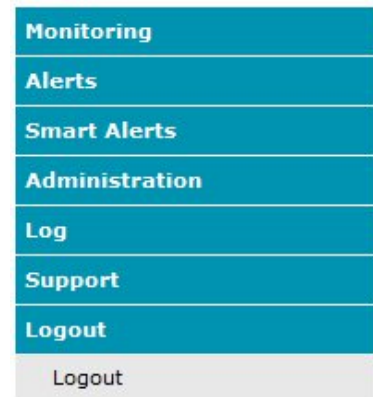 Monitoring
Alerts
Smart Alerts
Administration
Log
Support
Logout
Logout